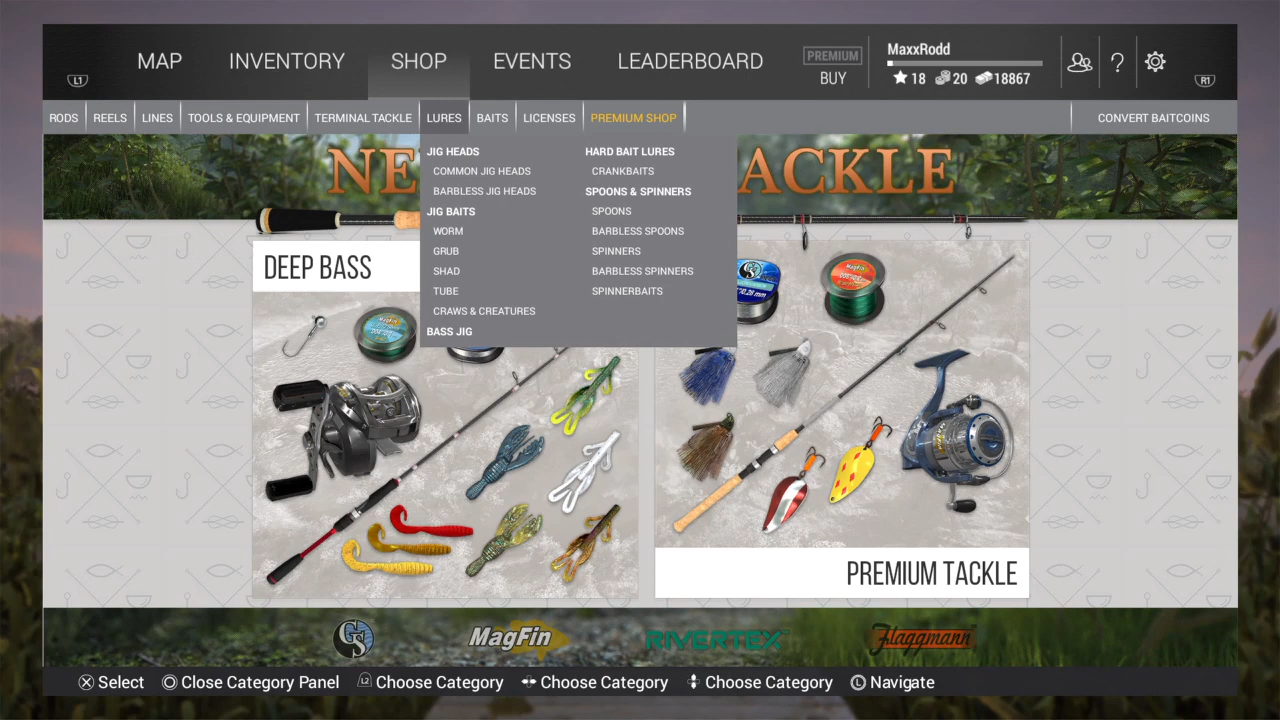 MAP INVENTORY SHOP EVENTS LEADERBOARD
PREMIUM
BUY
MaxxRodd
18 20 18867
L1
R1
?
RODS REELS LINES TOOLS & EQUIPMENT TERMINAL TACKLE LURES BAITS LICENSES PREMIUM SHOP CONVERT BAITCOINS
NE
ACKLE
JIG HEADS
COMMON JIG HEADS
BARBLESS JIG HEADS
JIG BAITS
WORM
GRUB
SHAD
TUBE
CRAWS & CREATURES
BASS JIG
HARD BAIT LURES
CRANKBAITS
SPOONS & SPINNERS
SPOONS
BARBLESS SPOONS
SPINNERS
BARBLESS SPINNERS
SPINNERBAITS
DEEP BASS
MagFin
MagFin
PREMIUM TACKLE
GS
MagFin
RIVERTEX
Flaggmann
Select Close Category Panel L2 Choose Category Choose Category Choose Category L Navigate